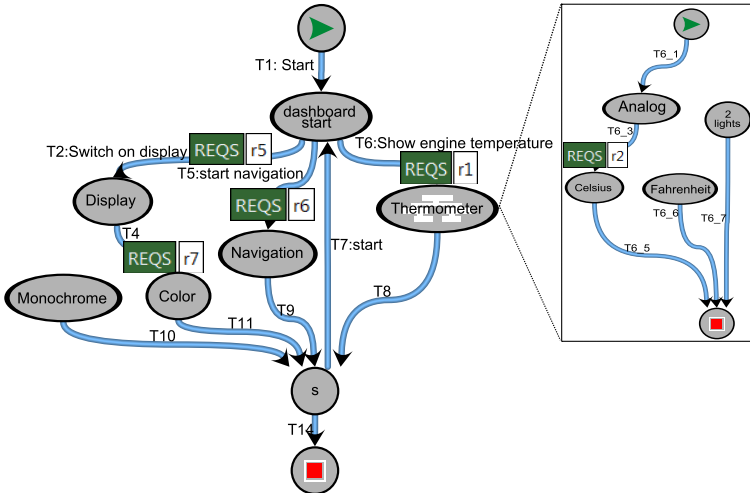 T1: Start
dashboard
start
T2:Switch on display
REQS r5
T5:start navigation
T6:Show engine temperature
REQS r1
Display
REQS r6
Thermometer
T4
REQS r7
Navigation
T7:start
Monochrome
Color
T8
T9
T10
T11
s
T14
T6_1
Analog
2
lights
T6_3
REQS r2
Celsius
Fahrenheit
T6_6
T6_7
T6_5